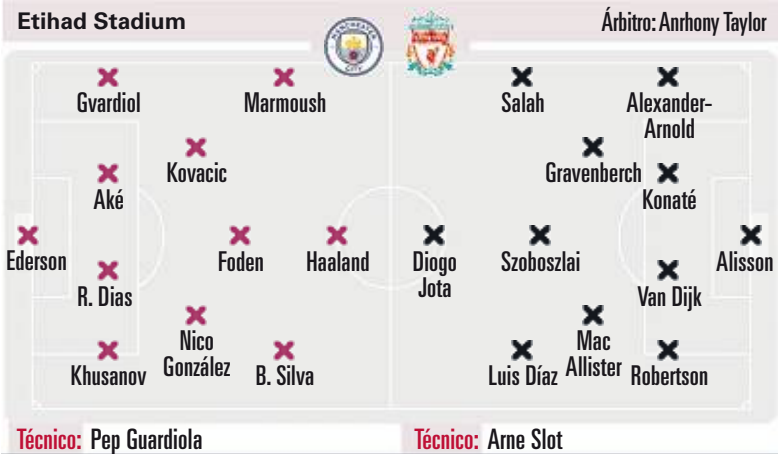 Etihad Stadium
Árbitro: Anrhony Taylor
MANCHESTER
CITY
Gvardiol
Marmoush
Salah
Alexander-
Arnold
Kovacic
Gravenberch
Aké
Konaté
Ederson
Foden
Haaland
Diogo
Jota
Szoboszlai
Alisson
R. Dias
Van Dijk
Nico
González
Mac
Allister
Khusanov
B. Silva
Luis Díaz
Robertson
Técnico: Pep Guardiola
Técnico: Arne Slot